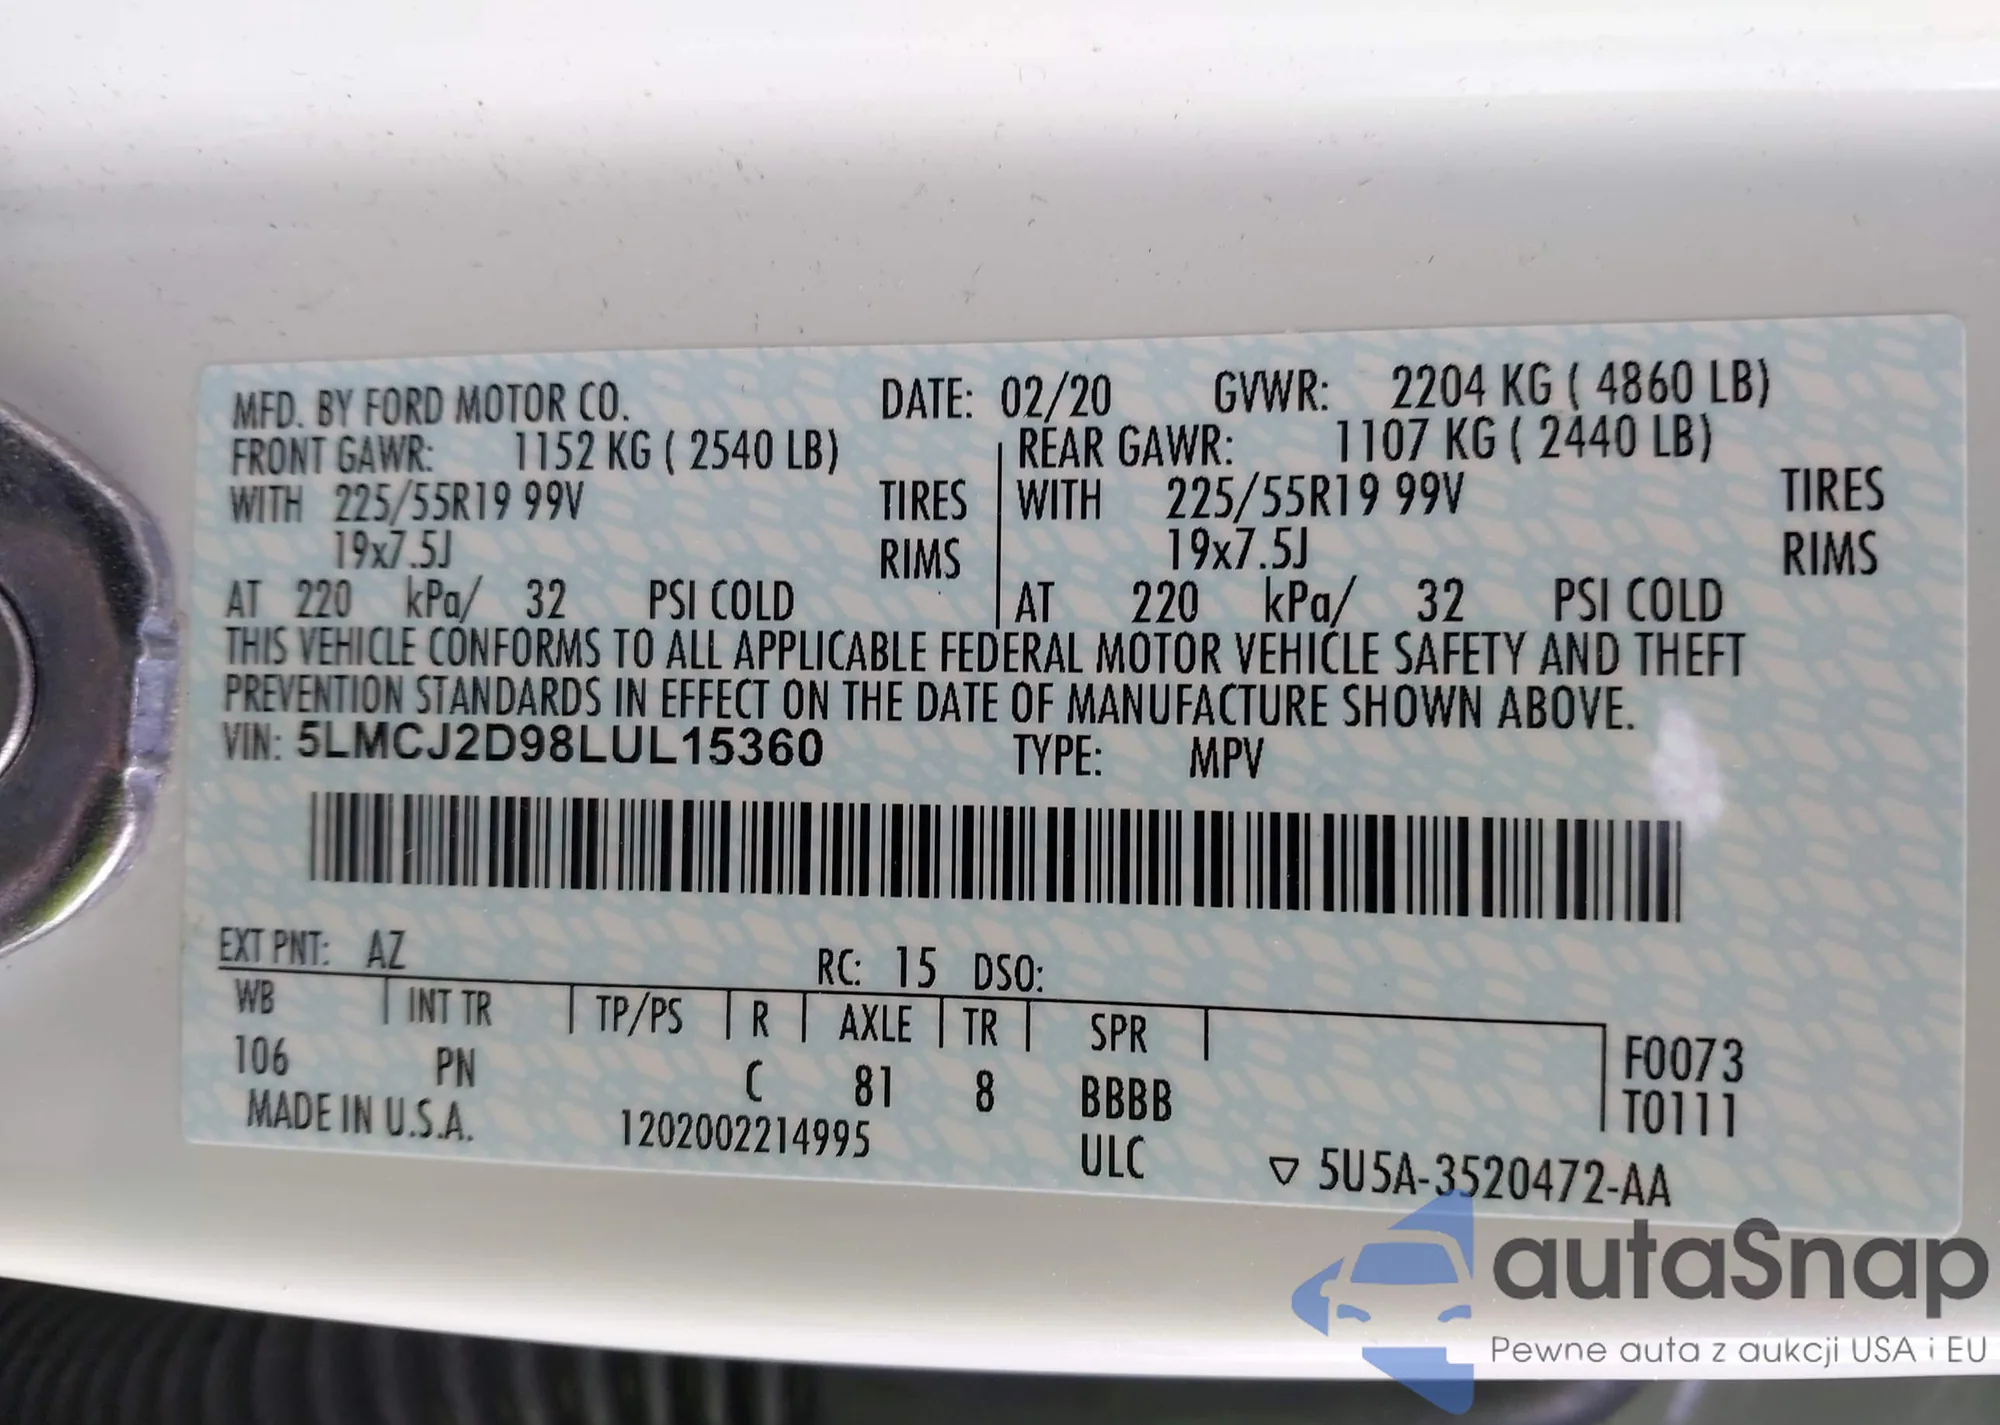 MFD. BY FORD MOTOR CO. DATE: 02/20 GVWR: 2204 KG ( 4860 LB)
FRONT GAWR: 1152 KG ( 2540 LB) REAR GAWR: 1107 KG ( 2440 LB)
WITH 225/55R19 99V TIRES WITH 225/55R19 99V TIRES
19x7.5J RIMS 19x7.5J RIMS
AT 220 kPa/ 32 PSI COLD AT 220 kPa/ 32 PSI COLD
THIS VEHICLE CONFORMS TO ALL APPLICABLE FEDERAL MOTOR VEHICLE SAFETY AND THEFT
PREVENTION STANDARDS IN EFFECT ON THE DATE OF MANUFACTURE SHOWN ABOVE.
VIN: 5LMCJ2D98LUL15360 TYPE: MPV
EXT PNT: AZ RC: 15 DSO:
WB INT TR TP/PS R AXLE TR SPR F0073
106 PN C 81 8 BBBB T0111
MADE IN U.S.A. 1202002214995 ULC ▽ 5U5A-3520472-AA
autaSnap
Pewne auta z aukcji USA i EU